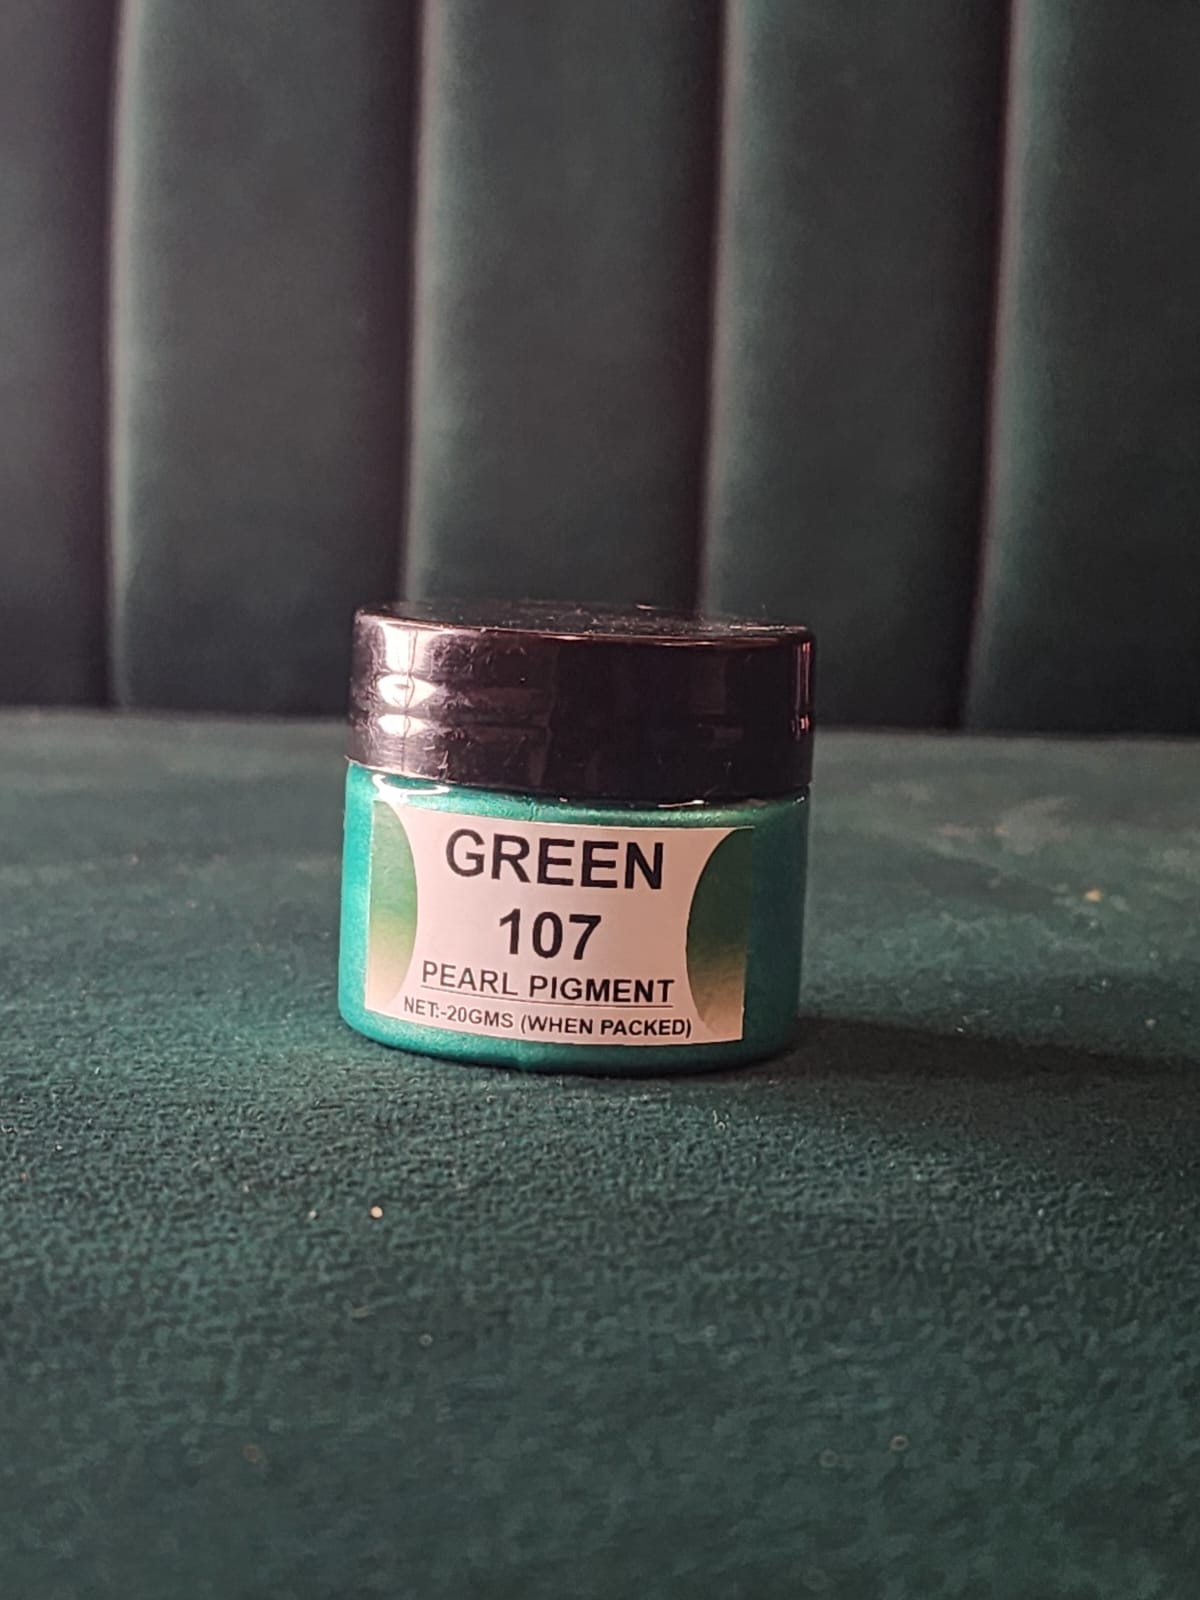 GREEN
107
PEARL PIGMENT
NET:-20GMS (WHEN PACKED)